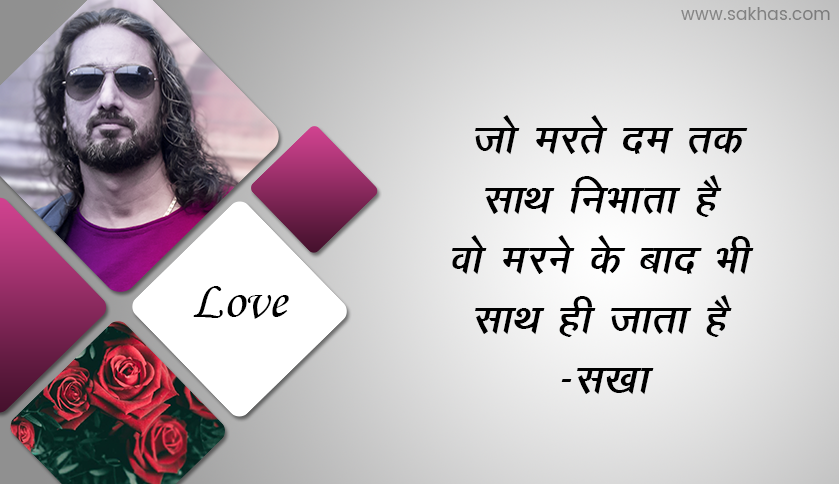 www.sakhas.com
जो मरते दम तक
साथ निभाता है
वो मरने के बाद भी
साथ ही जाता है
-सखा
Love